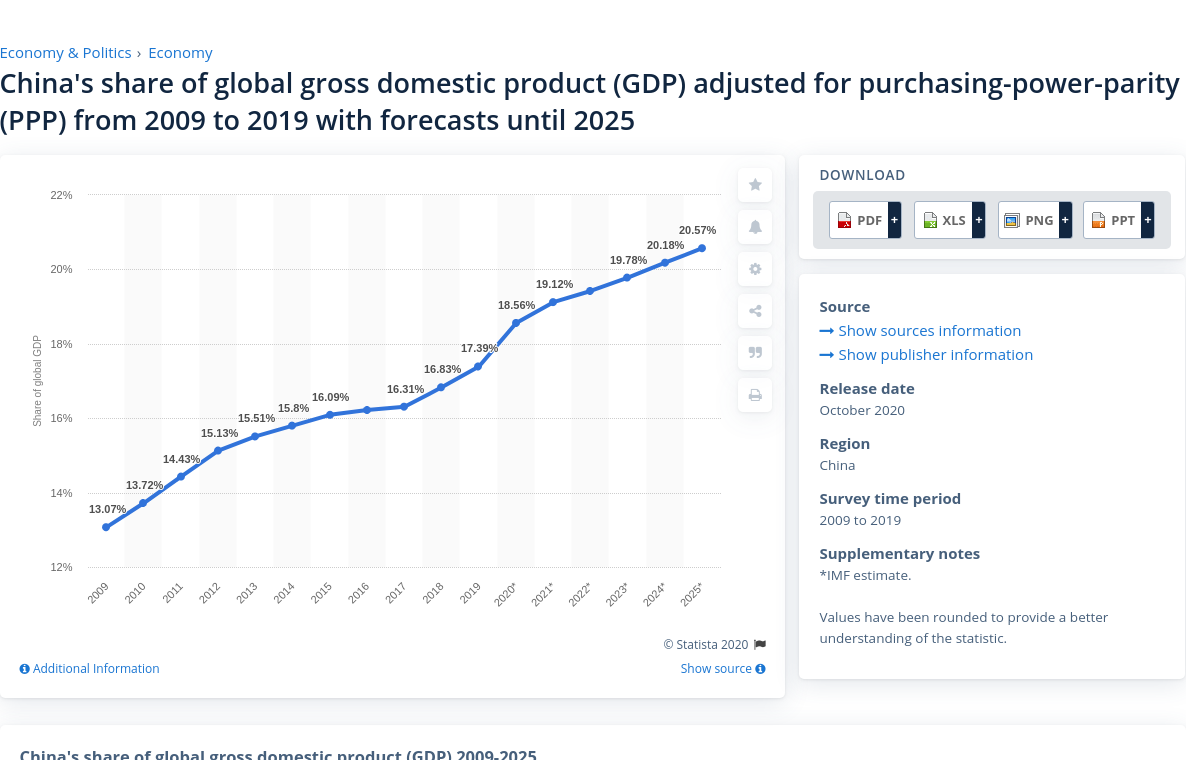 Economy & Politics › Economy
China's share of global gross domestic product (GDP) adjusted for purchasing-power-parity
(PPP) from 2009 to 2019 with forecasts until 2025
22%
20%
18%
16%
14%
12%
Share of global GDP
13.07%
13.72%
14.43%
15.13%
15.51%
15.8%
16.09%
16.31%
16.83%
17.39%
18.56%
19.12%
19.78%
20.18%
20.57%
2009
2010
2011
2012
2013
2014
2015
2016
2017
2018
2019
2020*
2021*
2022*
2023*
2024*
2025*
© Statista 2020
Additional Information
Show source
DOWNLOAD
PDF +
XLS +
PNG +
PPT +
Source
Show sources information
Show publisher information
Release date
October 2020
Region
China
Survey time period
2009 to 2019
Supplementary notes
*IMF estimate.
Values have been rounded to provide a better
understanding of the statistic.
China's share of global gross domestic product (GDP) 2009-2025